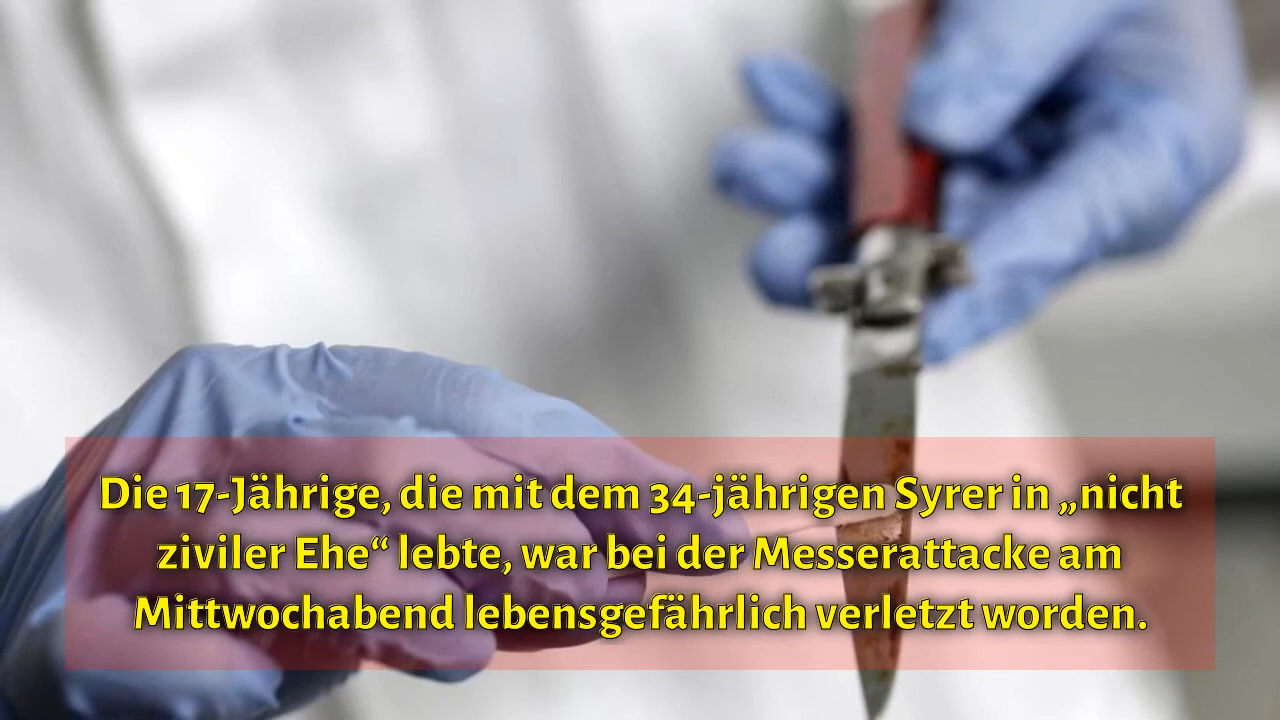 Die 17-Jährige, die mit dem 34-jährigen Syrer in „nicht
ziviler Ehe“ lebte, war bei der Messerattacke am
Mittwochabend lebensgefährlich verletzt worden.